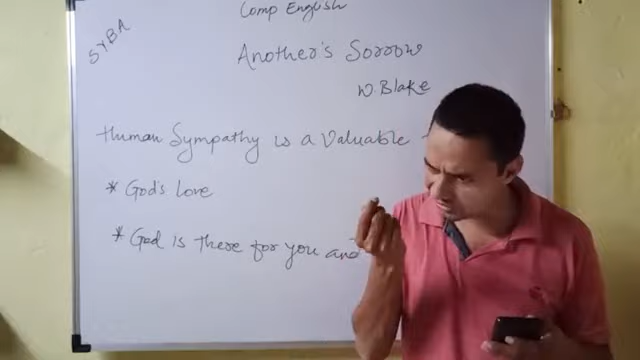 SYBA
Comp English
Another's Sorrow
W. Blake
Human Sympathy is a Valuable
* God's Love
* God is there for you and